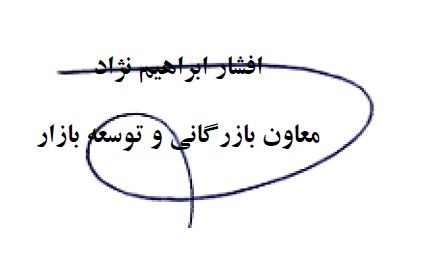 افشار ابراهیم نژاد
معاون بازرگانی و توسعه بازار